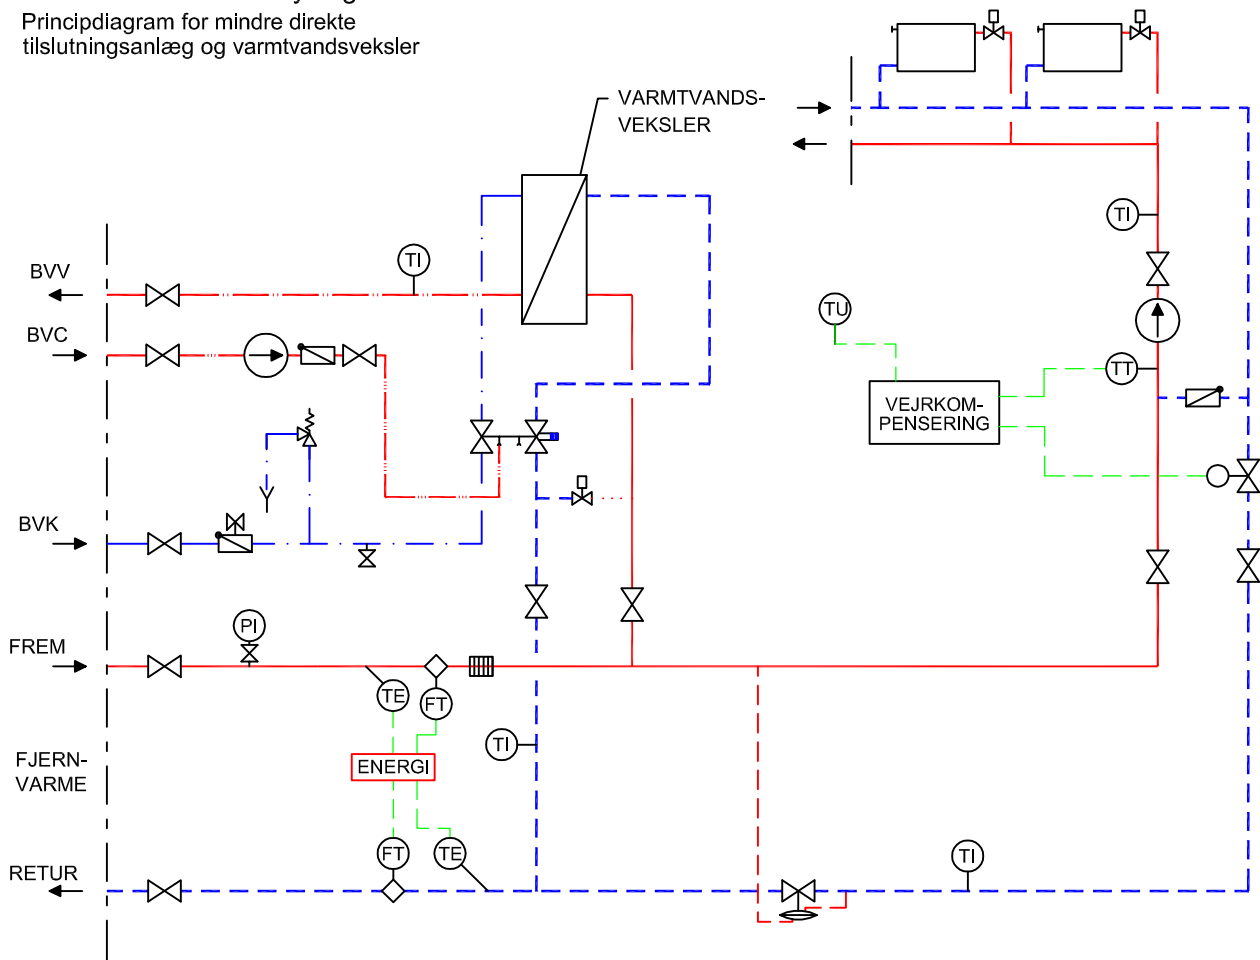 Principdiagram for mindre direkte
tilslutningsanlæg og varmtvandsveksler
VARMTVANDS-
VEKSLER
TI
BVV
TI
BVC
TU
TT
VEJRKOM-
PENSERING
BVK
PI
FREM
TE
FT
TI
FJERN-
VARME
ENERGI
FT
TE
TI
RETUR